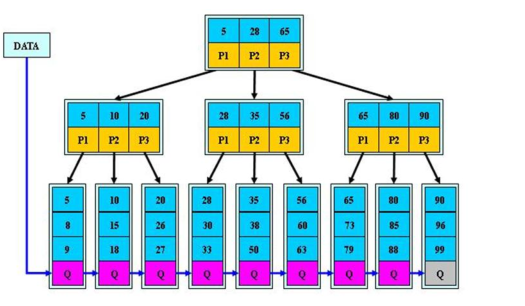 5 28 65
DATA
P1 P2 P3
5 10 20 28 35 56 65 80 90
P1 P2 P3 P1 P2 P3 P1 P2 P3
5 10 20 28 35 56 65 80 90
8 15 26 30 38 60 73 85 96
9 18 27 33 50 63 79 88 99
Q Q Q Q Q Q Q Q Q